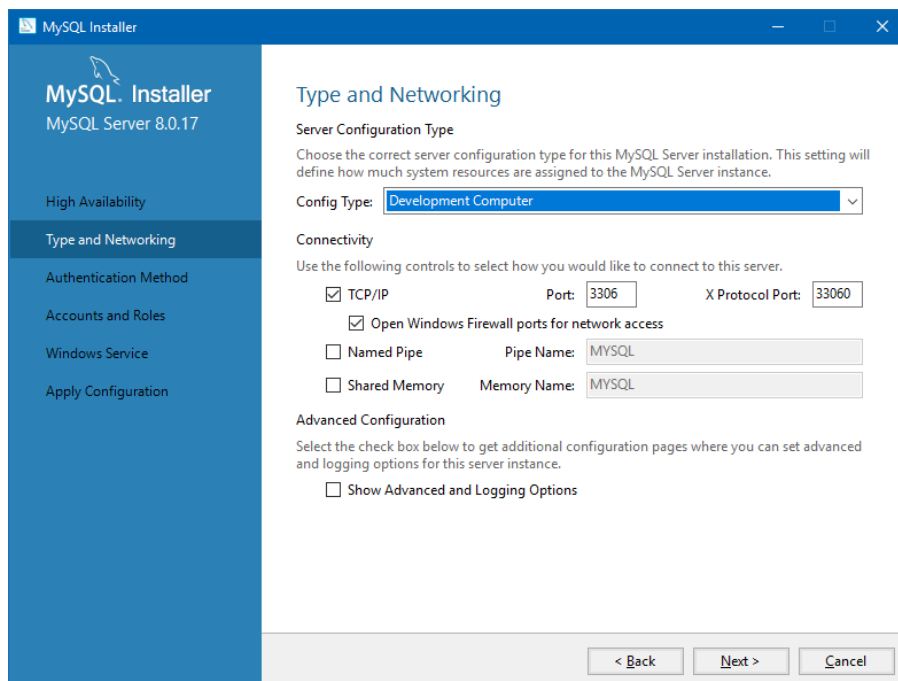 MySQL Installer
MySQL. Installer
MySQL Server 8.0.17
High Availability
Type and Networking
Authentication Method
Accounts and Roles
Windows Service
Apply Configuration
Type and Networking
Server Configuration Type
Choose the correct server configuration type for this MySQL Server installation. This setting will
define how much system resources are assigned to the MySQL Server instance.
Config Type: Development Computer
Connectivity
Use the following controls to select how you would like to connect to this server.
TCP/IP Port: 3306 X Protocol Port: 33060
Open Windows Firewall ports for network access
Named Pipe Pipe Name: MYSQL
Shared Memory Memory Name: MYSQL
Advanced Configuration
Select the check box below to get additional configuration pages where you can set advanced
and logging options for this server instance.
Show Advanced and Logging Options
< Back Next > Cancel